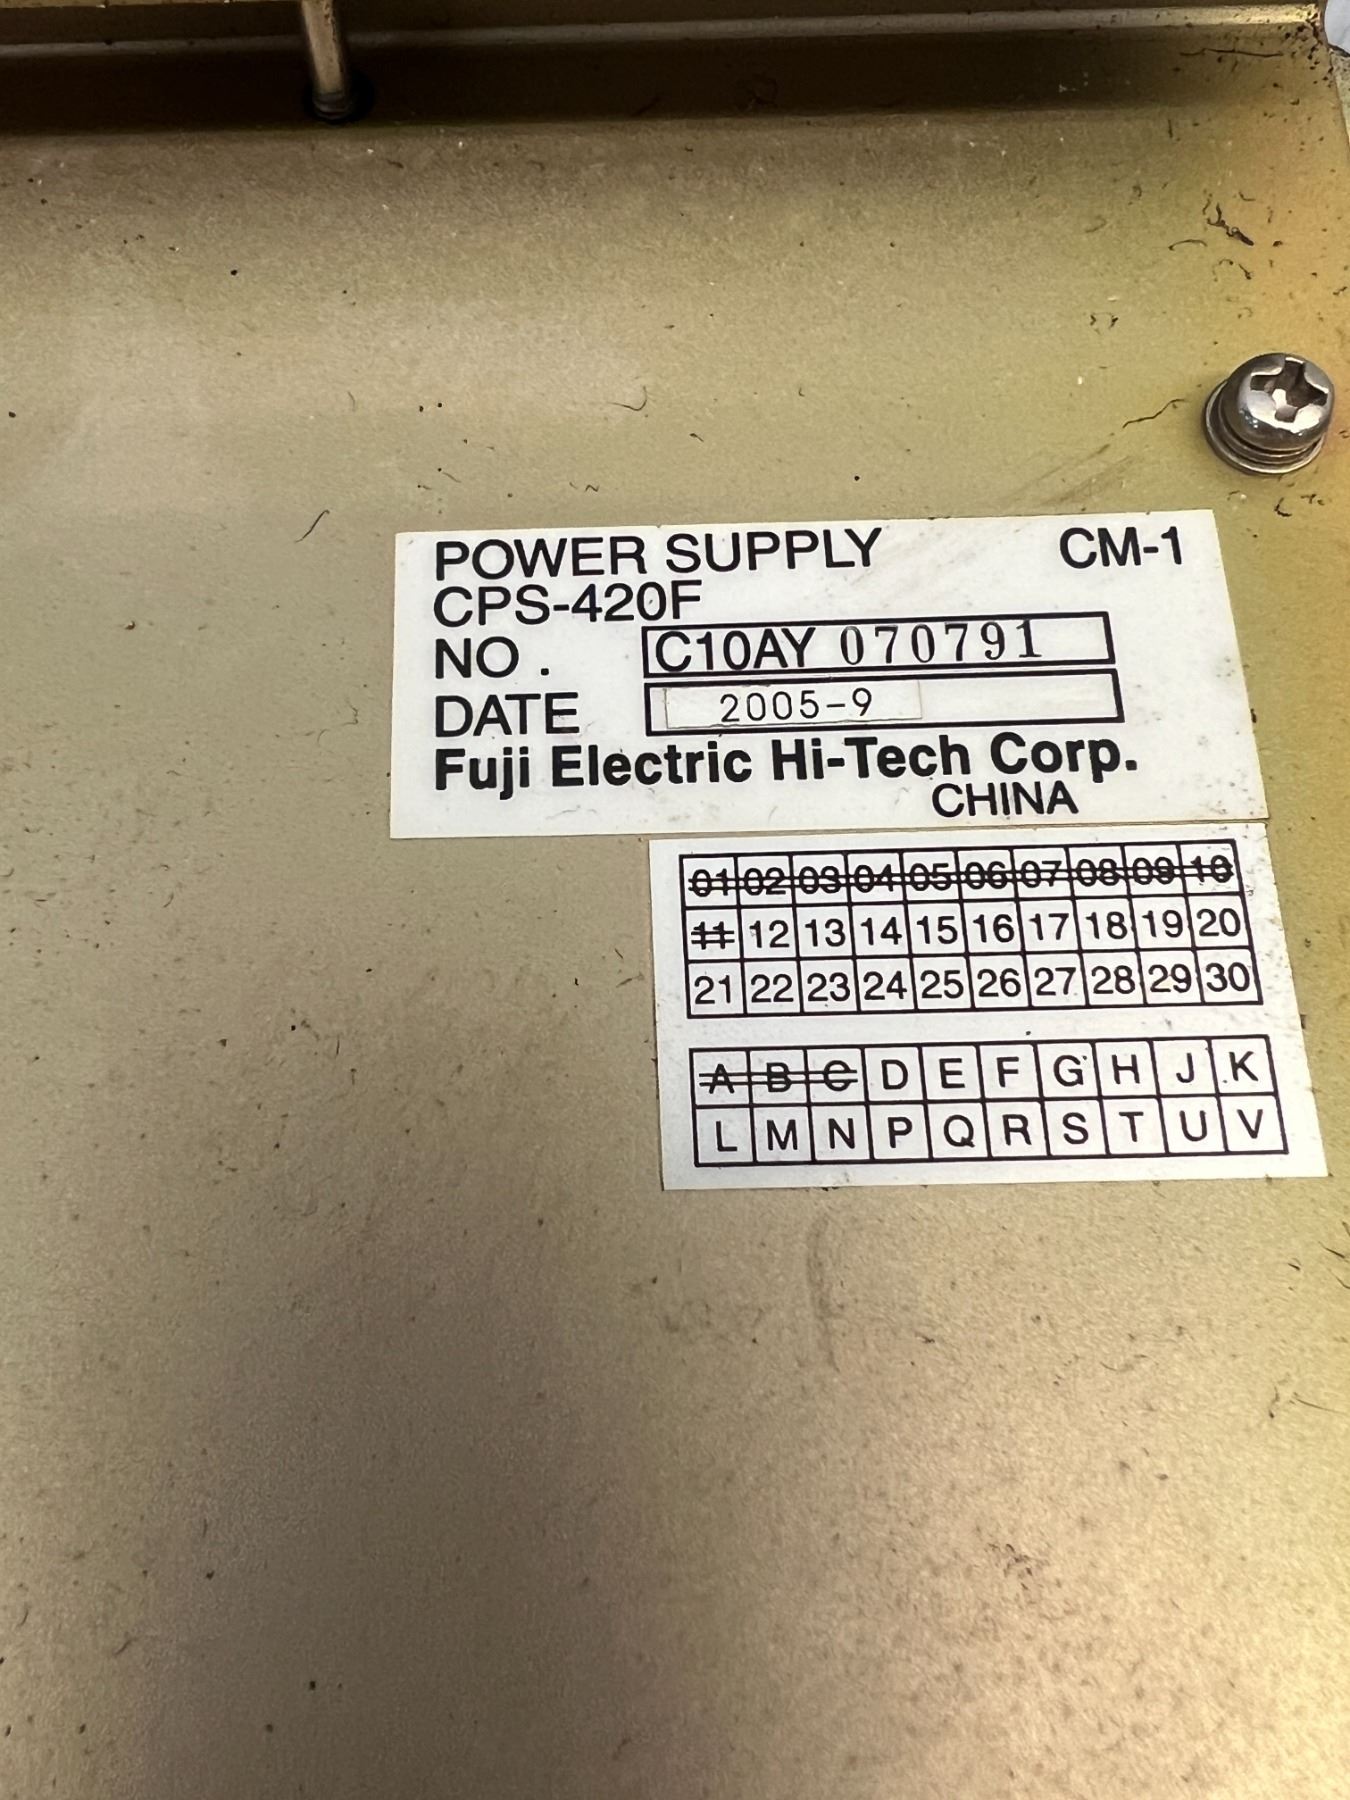 POWER SUPPLY CM-1
CPS-420F
NO. C10AY 070791
DATE 2005-9
Fuji Electric Hi-Tech Corp.
CHINA
01 02 03 04 05 06 07 08 09 10
11 12 13 14 15 16 17 18 19 20
21 22 23 24 25 26 27 28 29 30
A B C D E F G H J K
L M N P Q R S T U V